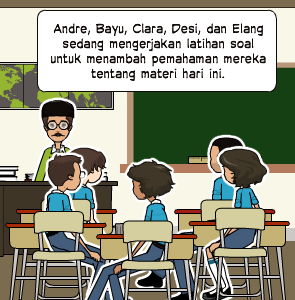 Andre, Bayu, Clara, Desi, dan Elang
sedang mengerjakan latihan soal
untuk menambah pemahaman mereka
tentang materi hari ini.